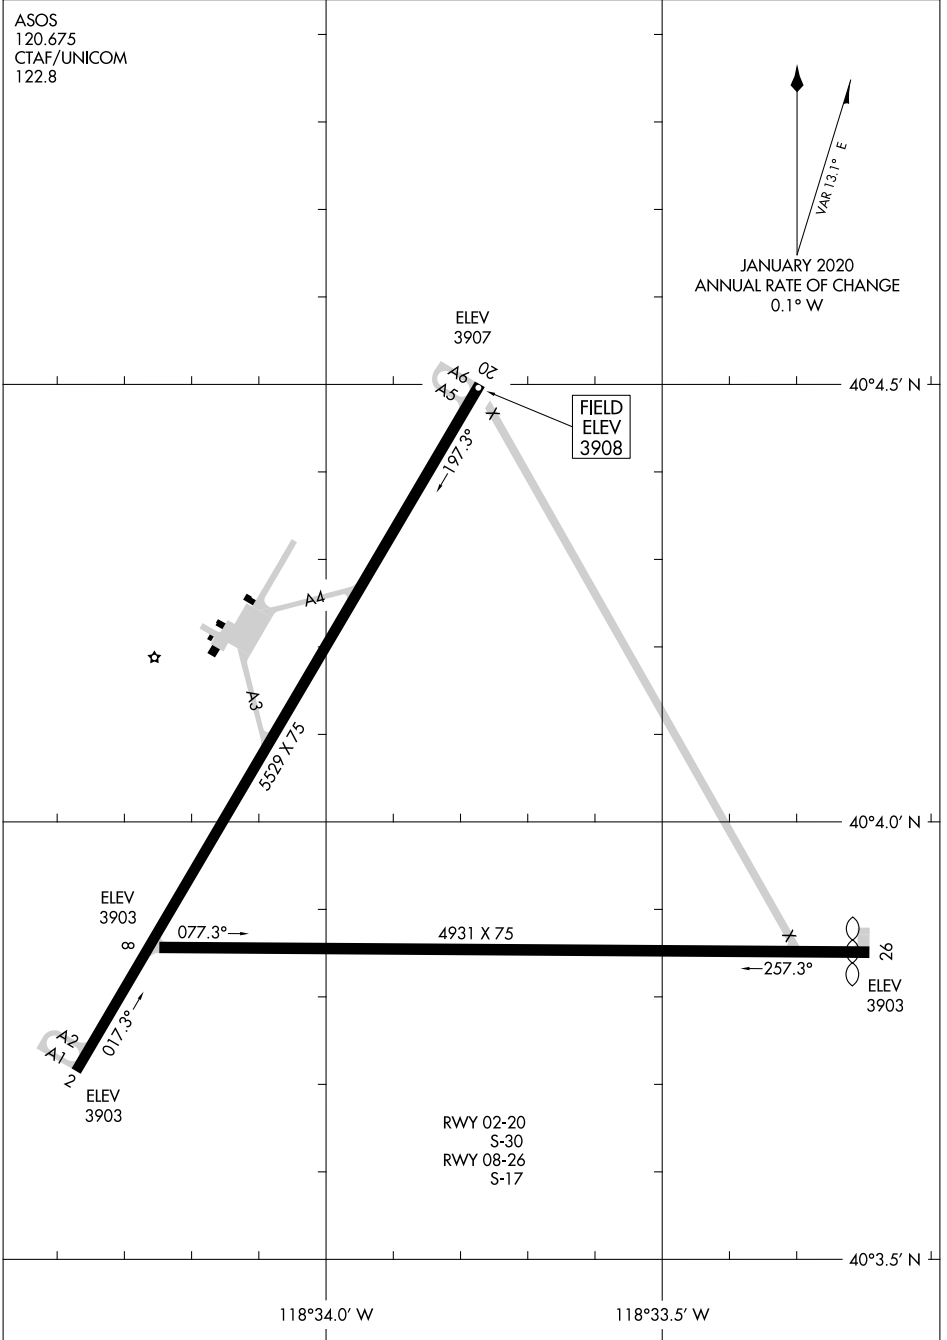 ASOS
120.675
CTAF/UNICOM
122.8
VAR 13.1° E
JANUARY 2020
ANNUAL RATE OF CHANGE
0.1° W
ELEV
3907
A6
20
A5
40°4.5' N
FIELD
ELEV
3908
197.3°
A4
A3
5529 X 75
40°4.0' N
ELEV
3903
8
077.3°
4931 X 75
X
X
26
257.3°
ELEV
3903
017.3°
A2
A1
2
ELEV
3903
RWY 02-20
S-30
RWY 08-26
S-17
40°3.5' N
118°34.0' W
118°33.5' W